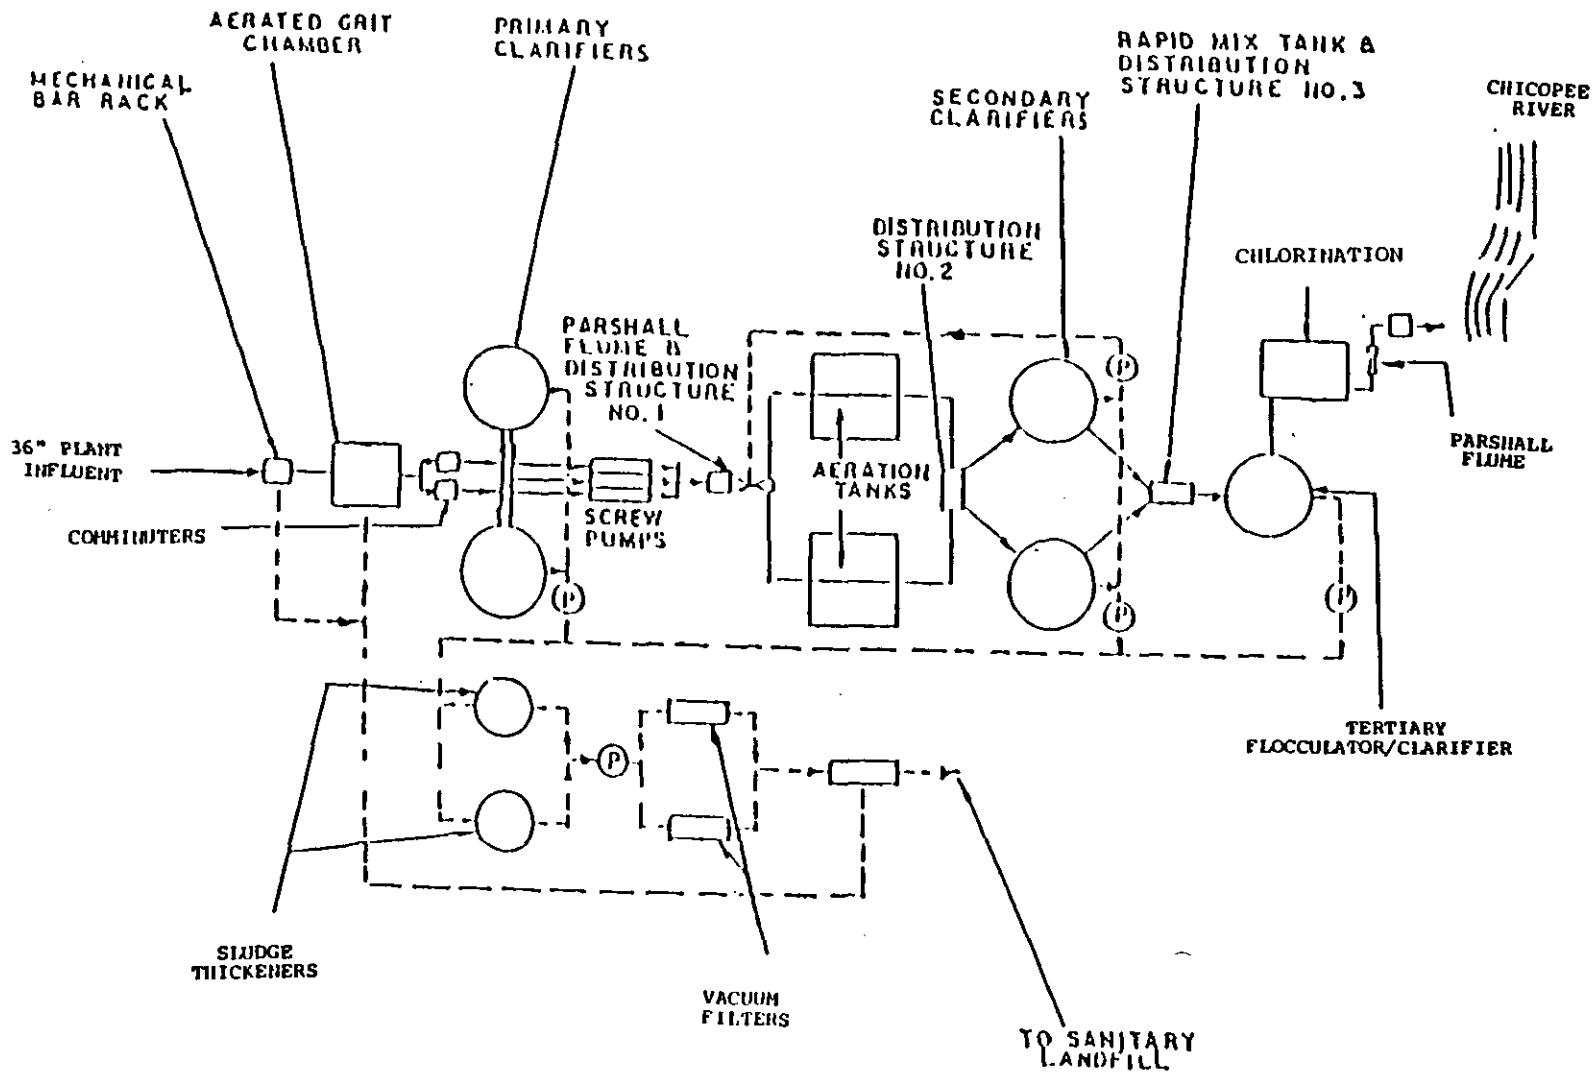 AERATED GRIT
CHAMBER
PRIMARY
CLARIFIERS
MECHANICAL
BAR RACK
RAPID MIX TANK &
DISTRIBUTION
STRUCTURE NO.3
SECONDARY
CLARIFIERS
CHICOPEE
RIVER
DISTRIBUTION
STRUCTURE
NO.2
CHLORINATION
PARSHALL
FLUME &
DISTRIBUTION
STRUCTURE
NO.1
P
36" PLANT
INFLUENT
AERATION
TANKS
PARSHALL
FLUME
COMMINUTERS
SCREW
PUMPS
P
P
P
TERTIARY
FLOCCULATOR/CLARIFIER
P
SLUDGE
THICKENERS
VACUUM
FILTERS
TO SANITARY
LANDFILL